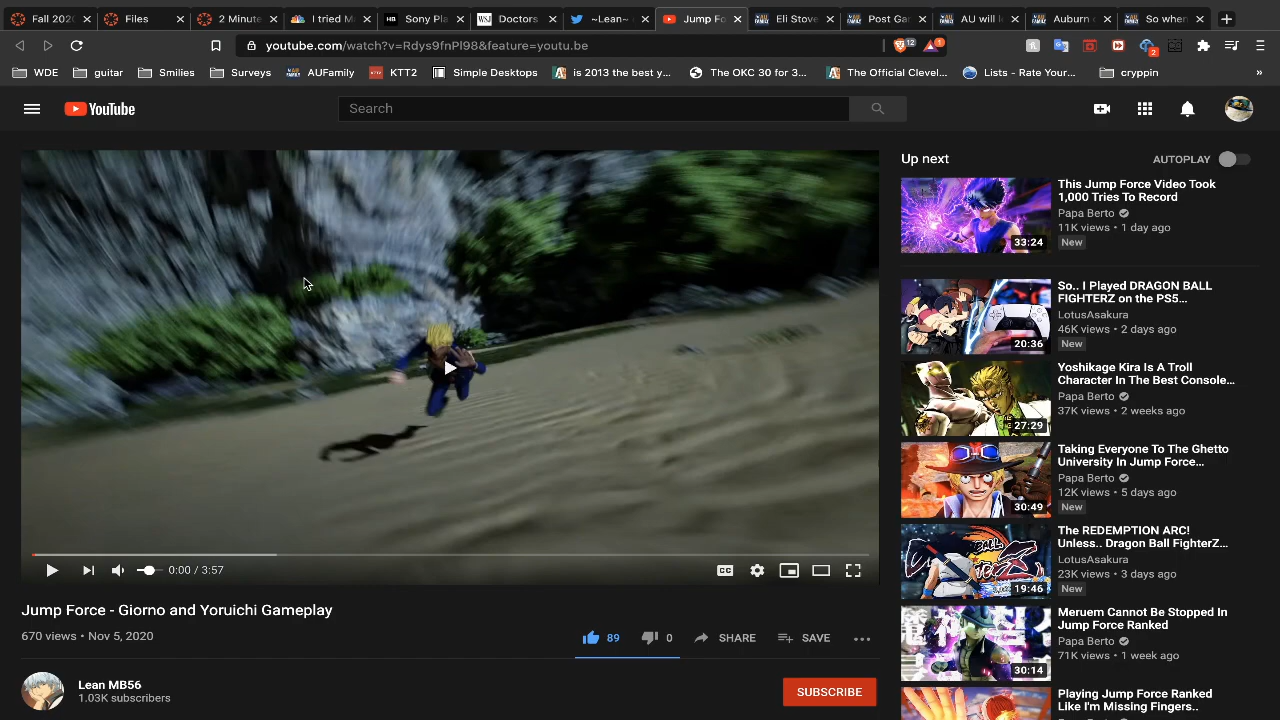 Fall 202
Files
2 Minute
I tried M
Sony Pla
Doctors
~Lean~
Jump Fo
Eli Stove
Post Gar
AU will l
Auburn
So when
youtube.com/watch?v=Rdys9fnPl98&feature=youtu.be
12
1
2
WDE
guitar
Smilies
Surveys
AUFamily
KTT2
Simple Desktops
is 2013 the best y...
The OKC 30 for 3...
The Official Clevel...
Lists - Rate Your...
cryppin
»
YouTube
Search
Up next
AUTOPLAY
This Jump Force Video Took
1,000 Tries To Record
Papa Berto
11K views • 1 day ago
New
33:24
So.. I Played DRAGON BALL
FIGHTERZ on the PS5...
LotusAsakura
46K views • 2 days ago
New
20:36
Yoshikage Kira Is A Troll
Character In The Best Console...
Papa Berto
37K views • 2 weeks ago
27:29
Taking Everyone To The Ghetto
University In Jump Force...
Papa Berto
12K views • 5 days ago
New
30:49
The REDEMPTION ARC!
Unless.. Dragon Ball FighterZ...
LotusAsakura
23K views • 3 days ago
New
19:46
Meruem Cannot Be Stopped In
Jump Force Ranked
Papa Berto
71K views • 1 week ago
30:14
Playing Jump Force Ranked
Like I'm Missing Fingers..
0:00 / 3:57
CC
Jump Force - Giorno and Yoruichi Gameplay
670 views • Nov 5, 2020
89
0
SHARE
SAVE
Lean MB56
1.03K subscribers
SUBSCRIBE